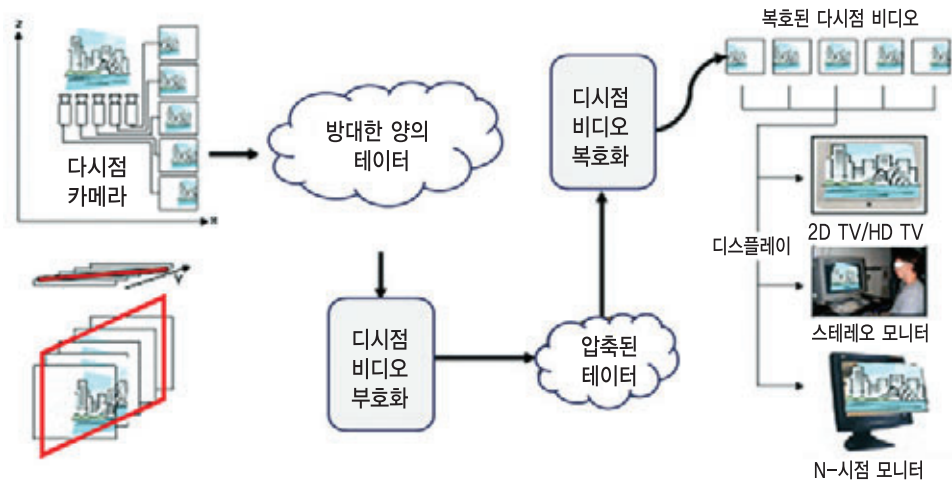 Z
다시점
카메라
X
방대한 양의
테이터
V
디시점
비디오
부호화
압축된
테이터
디시점
비디오
복호화
복호된 다시점 비디오
디스플레이
2D TV/HD TV
스테레오 모니터
N-시점 모니터